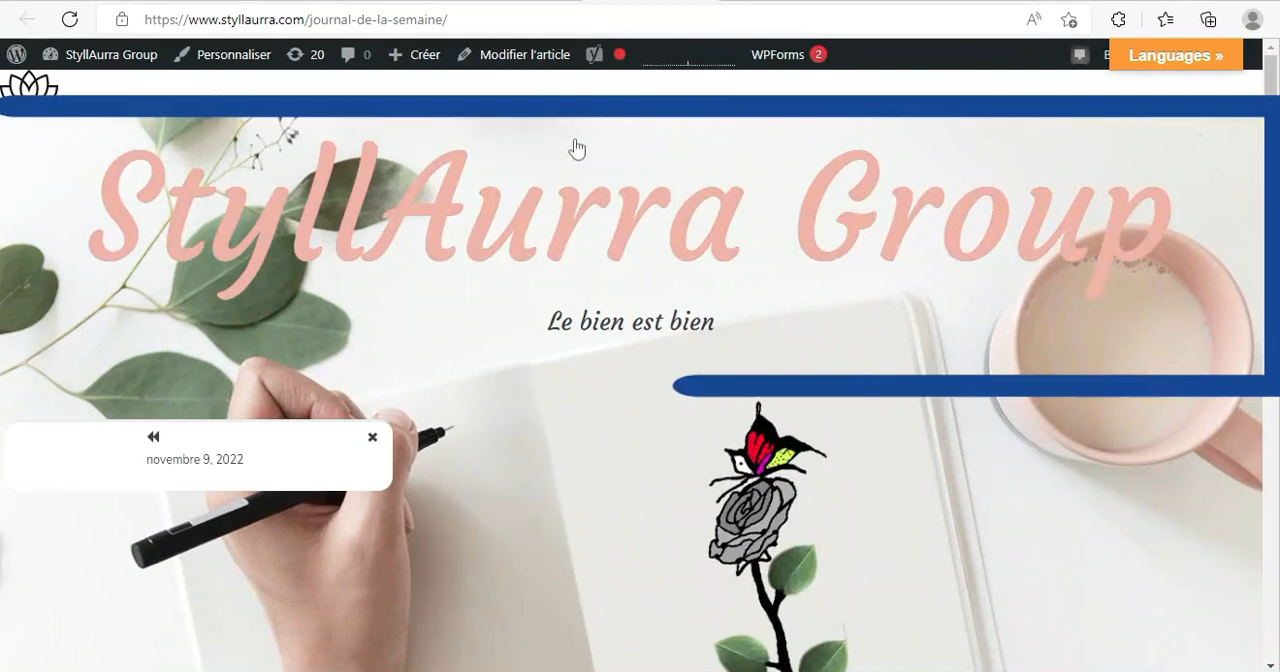 https://www.styllaurra.com/journal-de-la-semaine/
StyllAurra Group Personnaliser 20 0 Créer Modifier l'article WPForms 2 Languages »
StyllAurra Group
Le bien est bien
novembre 9, 2022